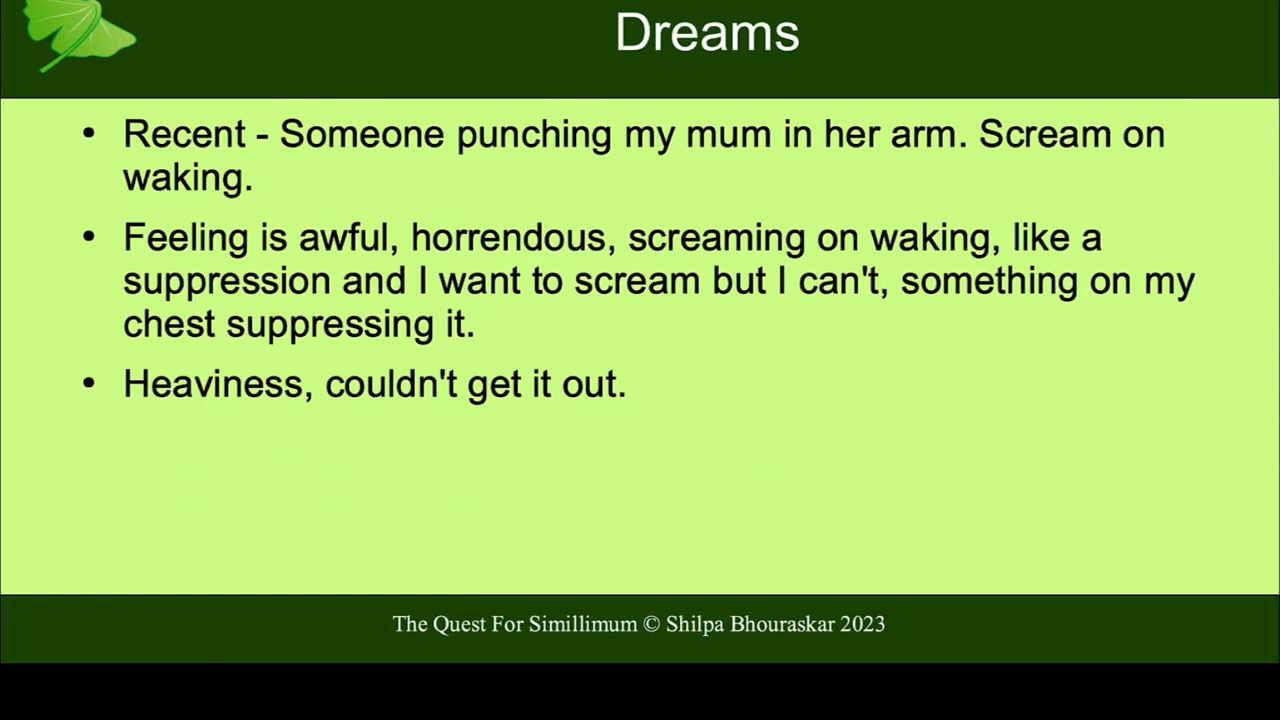 Dreams
• Recent - Someone punching my mum in her arm. Scream on
waking.
• Feeling is awful, horrendous, screaming on waking, like a
suppression and I want to scream but I can't, something on my
chest suppressing it.
• Heaviness, couldn't get it out.
The Quest For Simillimum © Shilpa Bhouraskar 2023